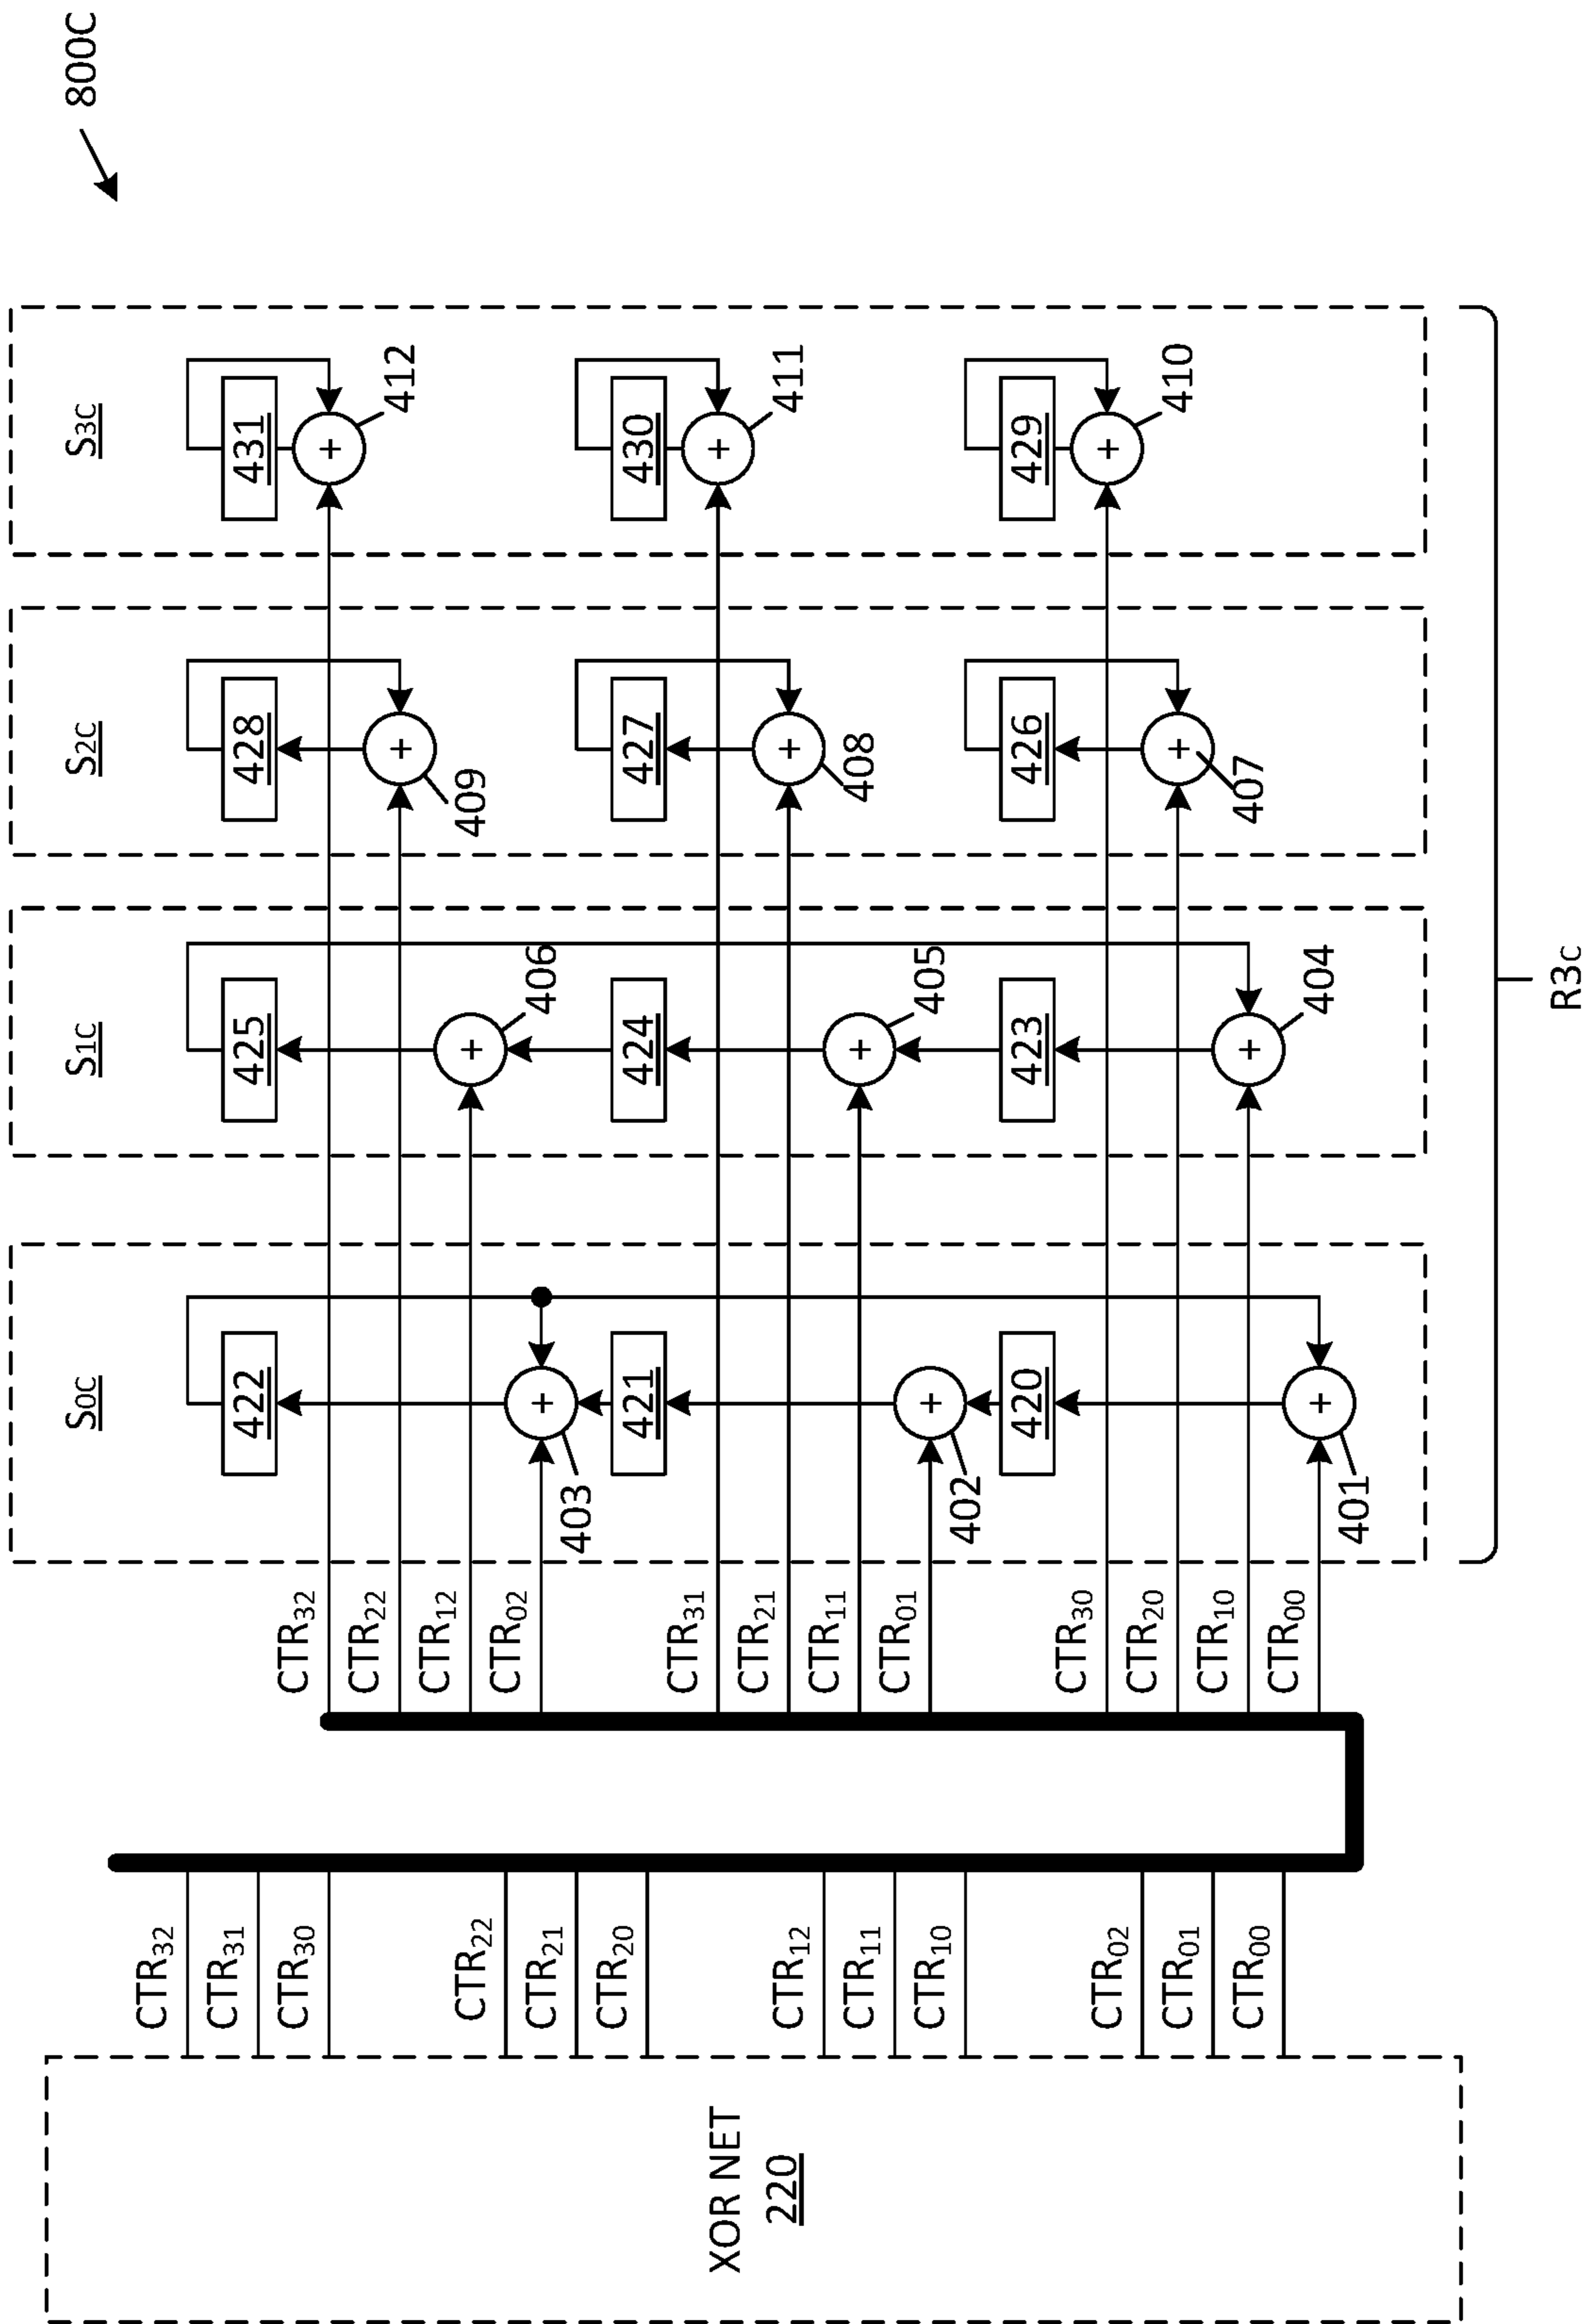 800C
S3C
431
412
430
411
429
410
S2C
428
409
427
408
426
407
S1C
425
406
424
405
423
404
S0C
422
403
421
402
420
401
R3C
CTR32
CTR22
CTR12
CTR02
CTR31
CTR21
CTR11
CTR01
CTR30
CTR20
CTR10
CTR00
CTR32
CTR31
CTR30
CTR22
CTR21
CTR20
CTR12
CTR11
CTR10
CTR02
CTR01
CTR00
XOR NET
220